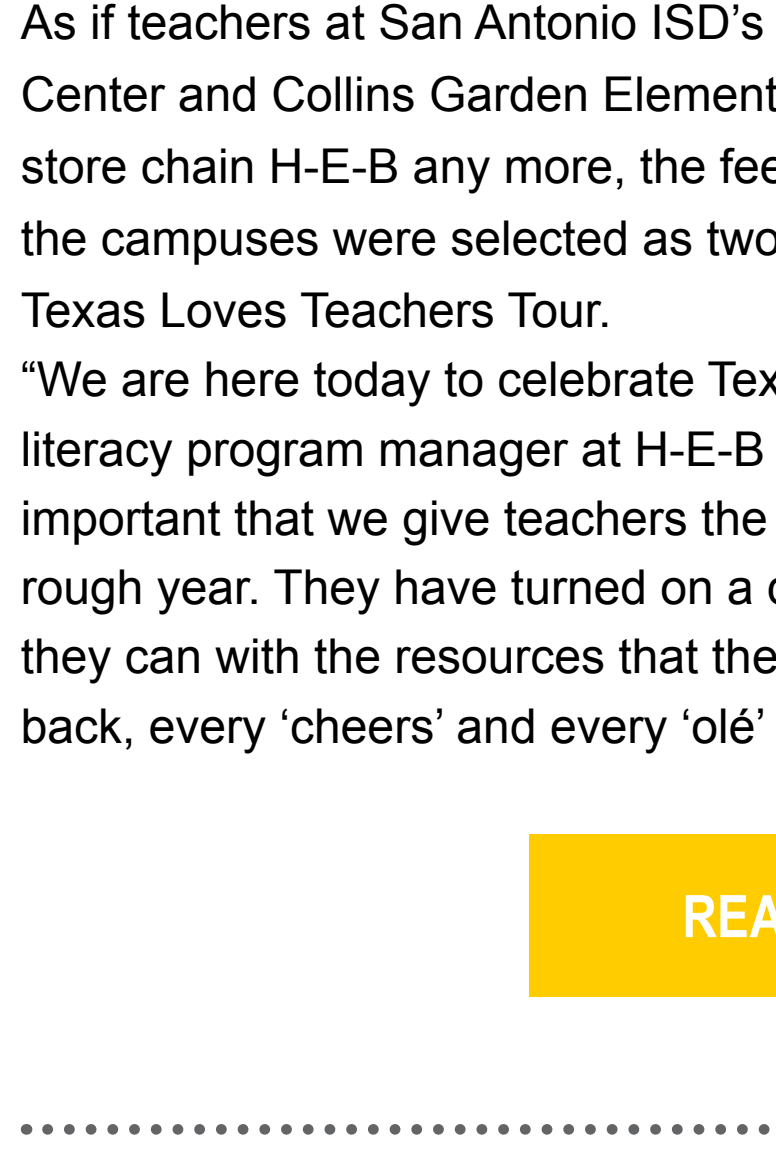 As if teachers at San Antonio ISD’s
Center and Collins Garden Element
store chain H-E-B any more, the fee
the campuses were selected as two
Texas Loves Teachers Tour.
“We are here today to celebrate Tex
literacy program manager at H-E-B
important that we give teachers the
rough year. They have turned on a
they can with the resources that the
back, every ‘cheers’ and every ‘olé’
REA